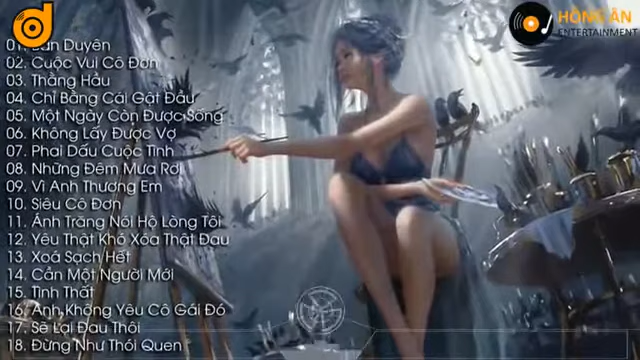 HỒNG ÂN
ENTERTAINMENT
01. Bán Duyên
02. Cuộc Vui Cô Đơn
03. Thằng Hầu
04. Chỉ Bằng Cái Gật Đầu
05. Một Ngày Còn Được Sống
06. Không Lấy Được Vợ
07. Phai Dấu Cuộc Tình
08. Những Đêm Mưa Rơi
09. Vì Anh Thương Em
10. Siêu Cô Đơn
11. Ánh Trăng Nói Hộ Lòng Tôi
12. Yêu Thật Khó Xóa Thật Đau
13. Xoá Sạch Hết
14. Cần Một Người Mới
15. Tình Thất
16. Anh Không Yêu Cô Gái Đó
17. Sẽ Lại Đau Thôi
18. Đừng Như Thói Quen